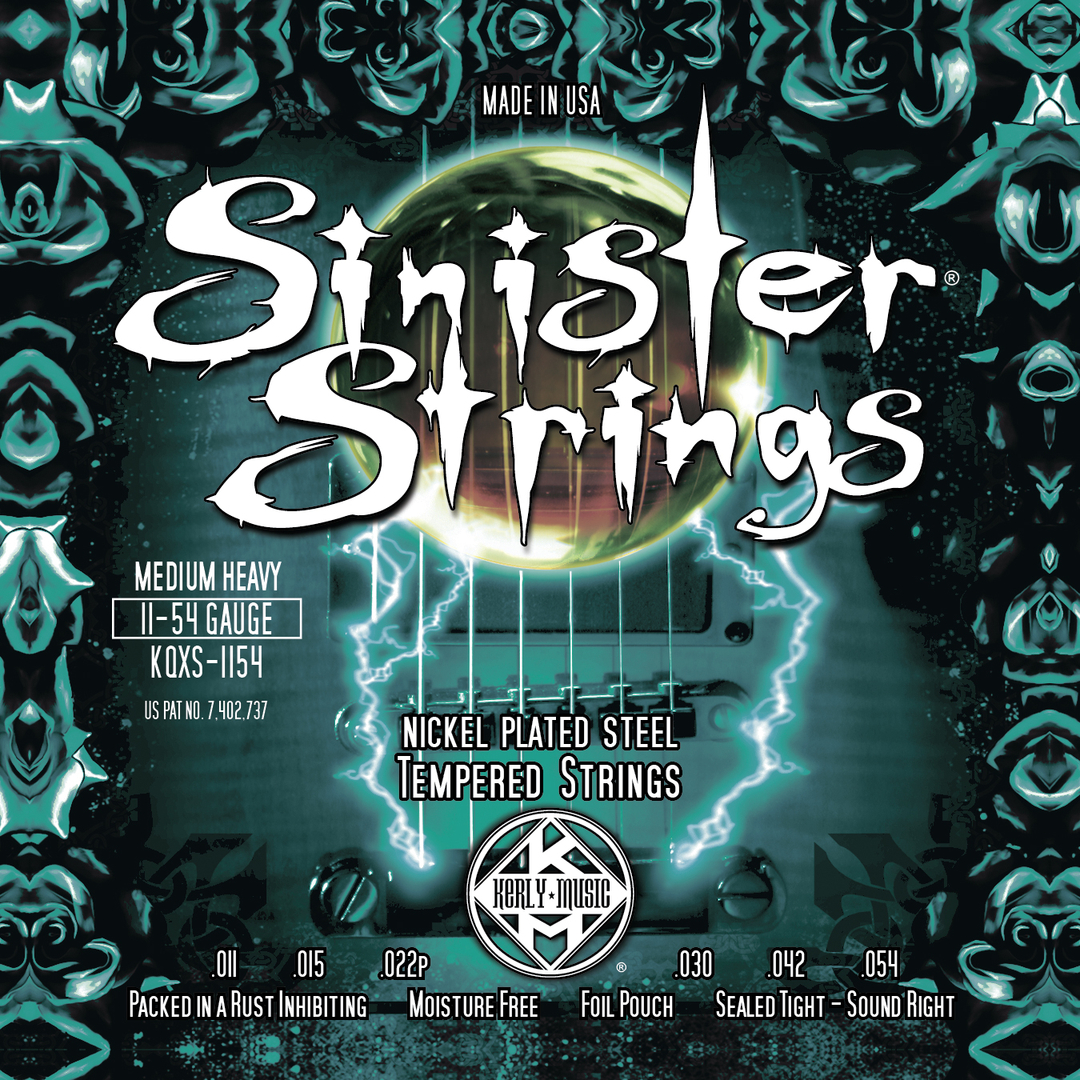 MADE IN USA
Sinister®
Strings
MEDIUM HEAVY
11-54 GAUGE
KQXS-1154
US PAT NO. 7,402,737
NICKEL PLATED STEEL
TEMPERED STRINGS
K
KERLY★MUSIC
M
®
.011 .015 .022P .030 .042 .054
PACKED IN A RUST INHIBITING MOISTURE FREE FOIL POUCH SEALED TIGHT - SOUND RIGHT